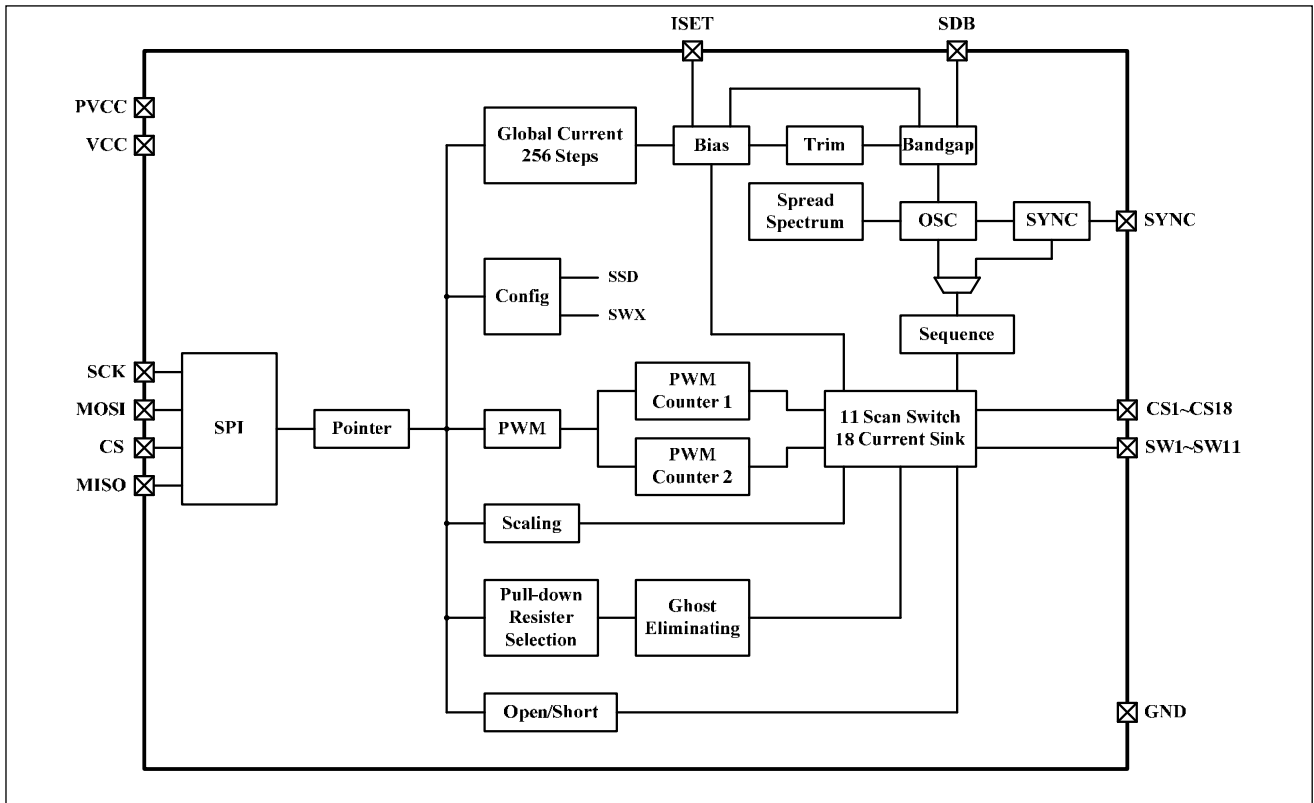 ISET
SDB
PVCC
VCC
Global Current
256 Steps
Bias
Trim
Bandgap
Spread
Spectrum
OSC
SYNC
SYNC
Config
SSD
SWX
Sequence
SCK
MOSI
CS
MISO
SPI
Pointer
PWM
PWM
Counter 1
PWM
Counter 2
11 Scan Switch
18 Current Sink
CS1~CS18
SW1~SW11
Scaling
Pull-down
Resister
Selection
Ghost
Eliminating
Open/Short
GND